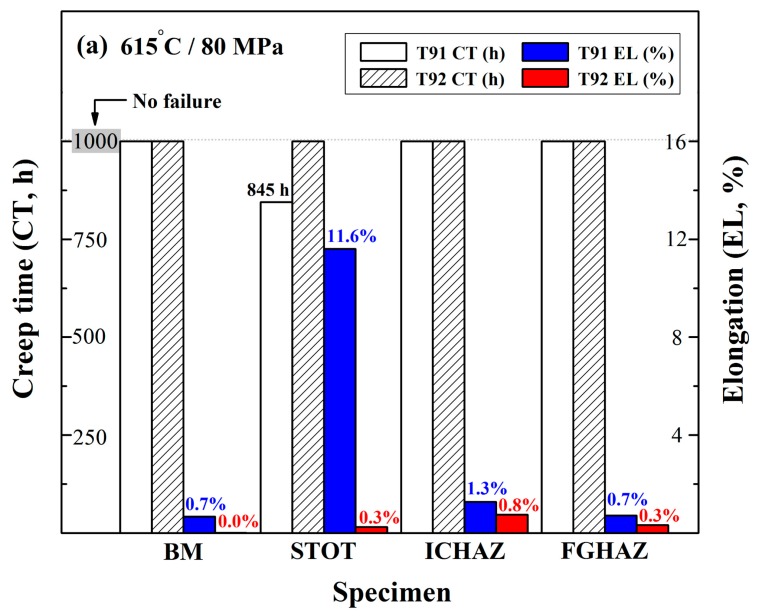 (a) 615°C / 80 MPa
T91 CT (h)
T92 CT (h)
T91 EL (%)
T92 EL (%)
No failure
1000
750
500
250
Creep time (CT, h)
845 h
11.6%
0.7%
0.0%
0.3%
1.3%
0.8%
0.7%
0.3%
16
12
8
4
Elongation (EL, %)
BM
STOT
ICHAZ
FGHAZ
Specimen